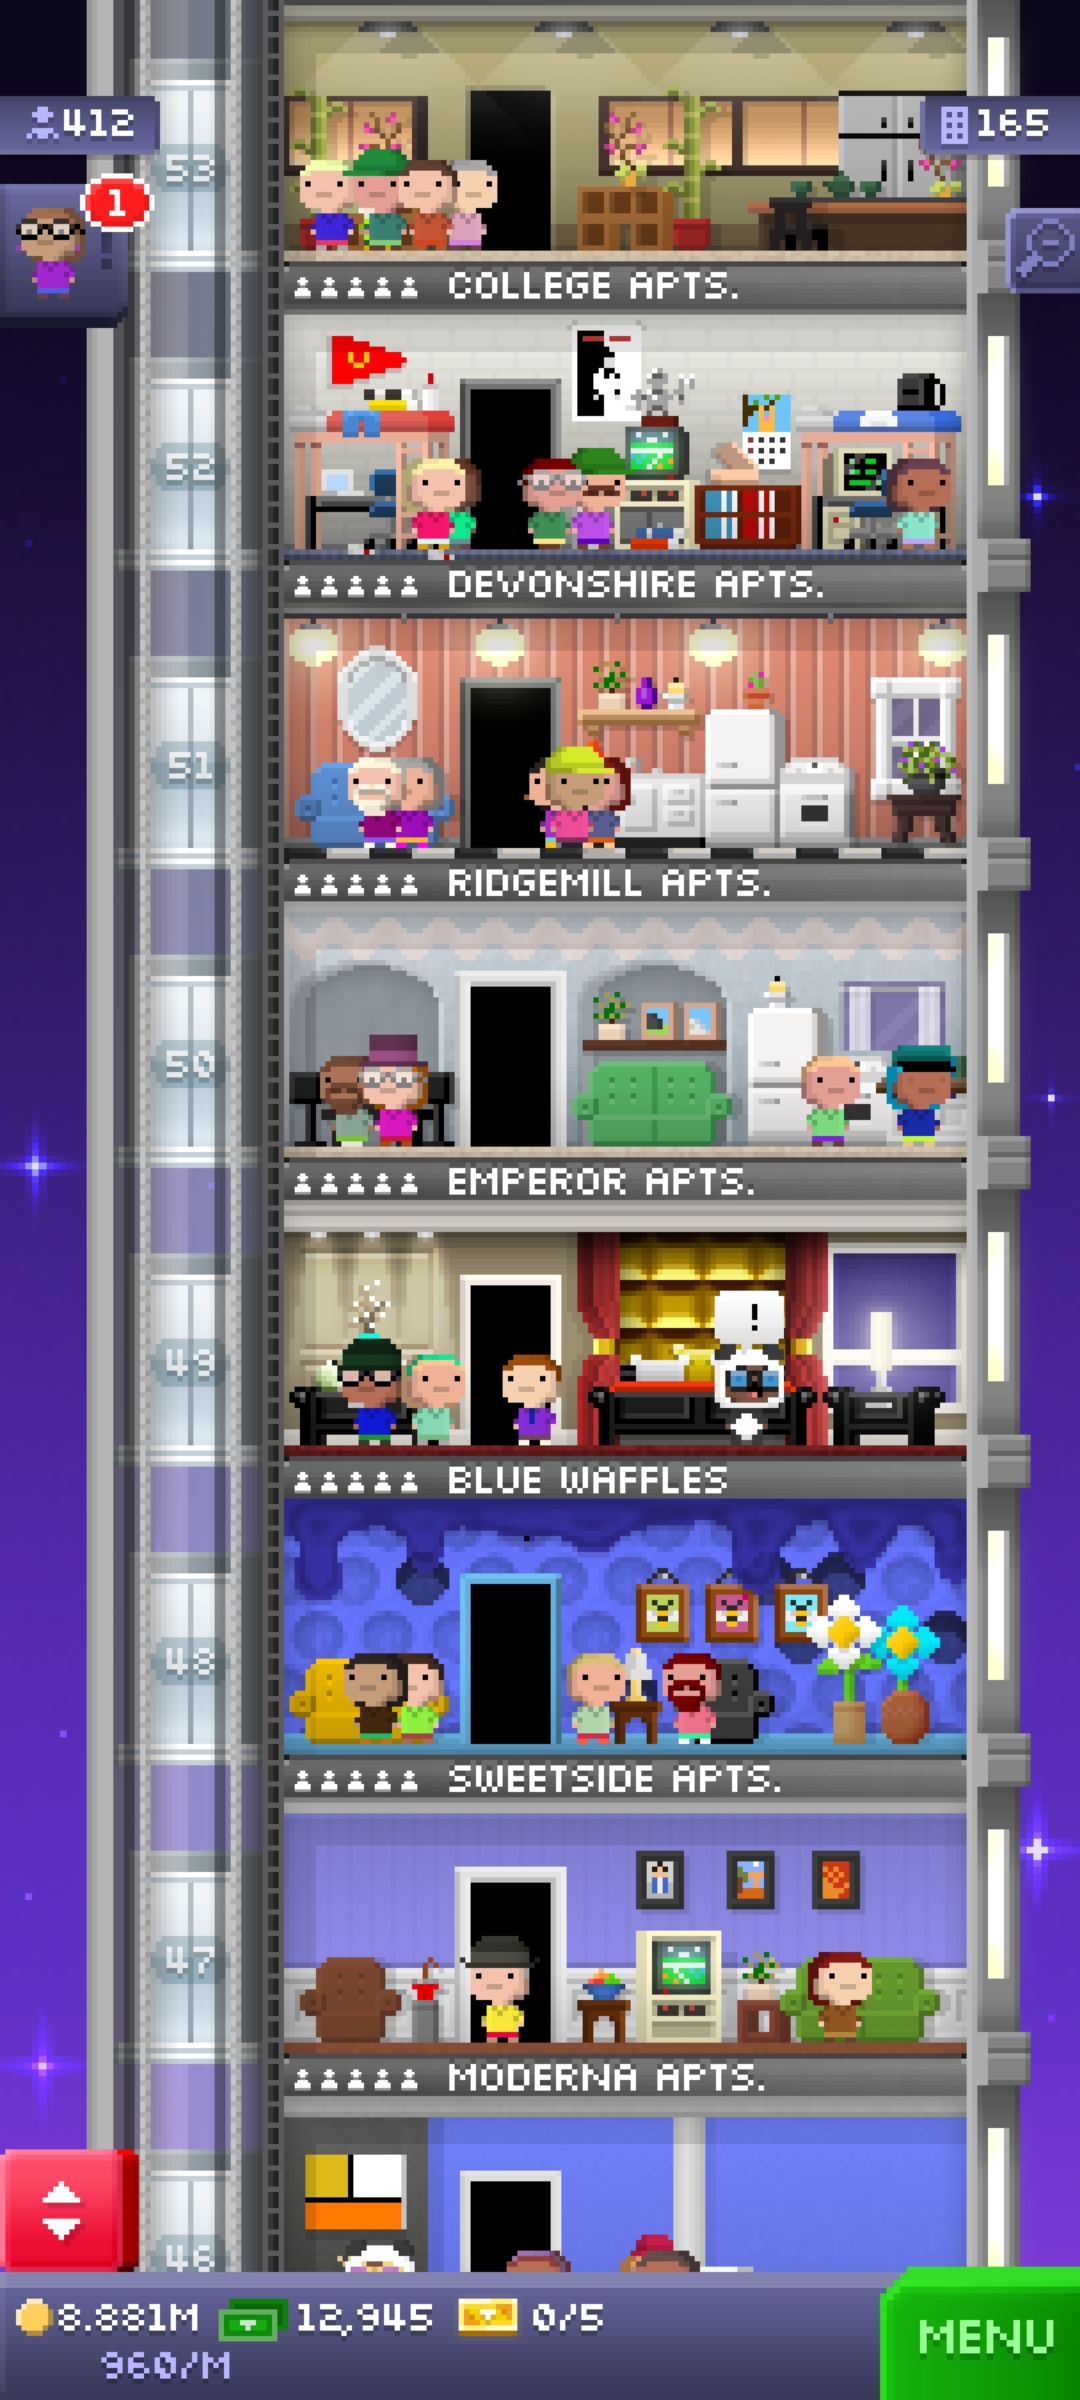 412
165
1
53
COLLEGE APTS.
52
DEVONSHIRE APTS.
51
RIDGEMILL APTS.
50
EMPEROR APTS.
!
49
BLUE WAFFLES
48
SWEETSIDE APTS.
47
MODERNA APTS.
46
8.881M 12,945 0/5
960/M
MENU